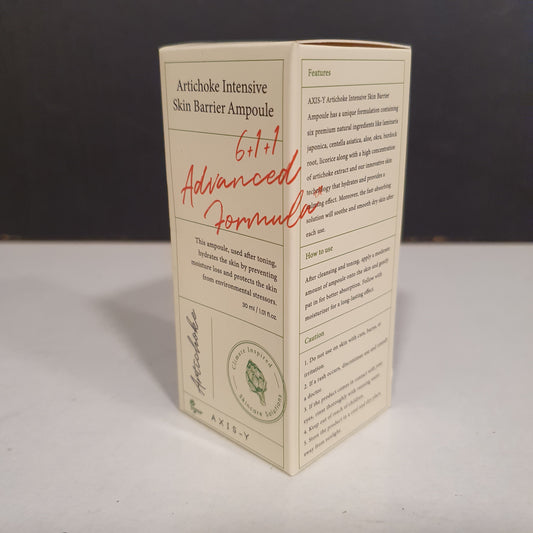 Artichoke Intensive
Skin Barrier Ampoule
6+1+1
Advanced
Formula
This ampoule, used after toning,
hydrates the skin by preventing
moisture loss and protects the skin
from environmental stressors.
30 ml / 1.01 fl.oz.
Artichoke
Climate Inspired
Skincare Solutions
AXIS-Y
Features
AXIS-Y Artichoke Intensive Skin Barrier
Ampoule has a unique formulation containing
six premium natural ingredients like laminaria
japonica, centella asiatica, aloe, okra, burdock
root, licorice along with a high concentration
of artichoke extract and our innovative skin
technology that hydrates and provides a
calming effect. Moreover, the fast-absorbing
solution will soothe and smooth dry skin after
each use.
How to use
After cleansing and toning, apply a moderate
amount of ampoule onto the skin and gently
pat in for better absorption. Follow with
moisturizer for a long-lasting effect.
Caution
1. Do not use on skin with cuts, burns, or
irritation.
2. If a rash occurs, discontinue use and consult
a doctor.
3. If the product comes in contact with your
eyes, rinse thoroughly with running water.
4. Keep out of reach of children.
5. Store the product in a cool and dry place,
away from sunlight.